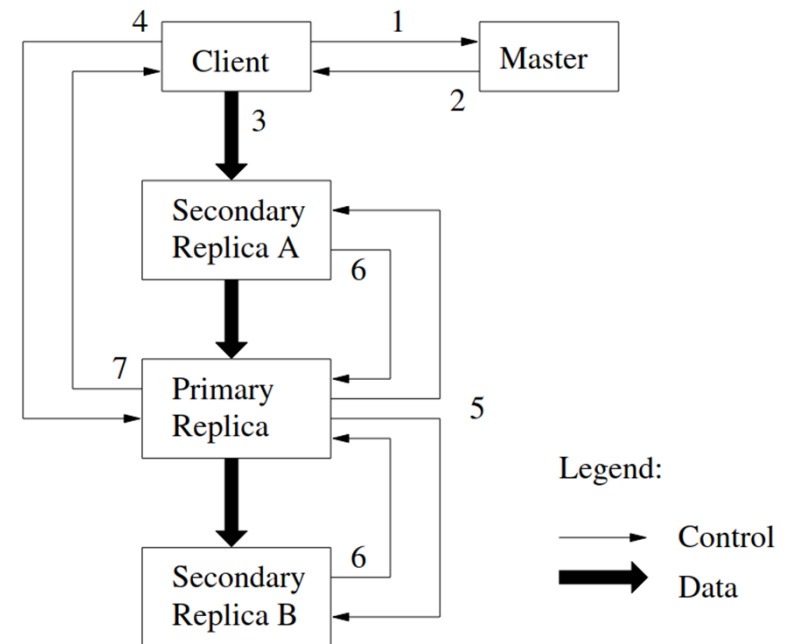 4
1
Client
Master
2
3
Secondary
Replica A
6
7
Primary
Replica
5
Legend:
Control
6
Secondary
Replica B
Data